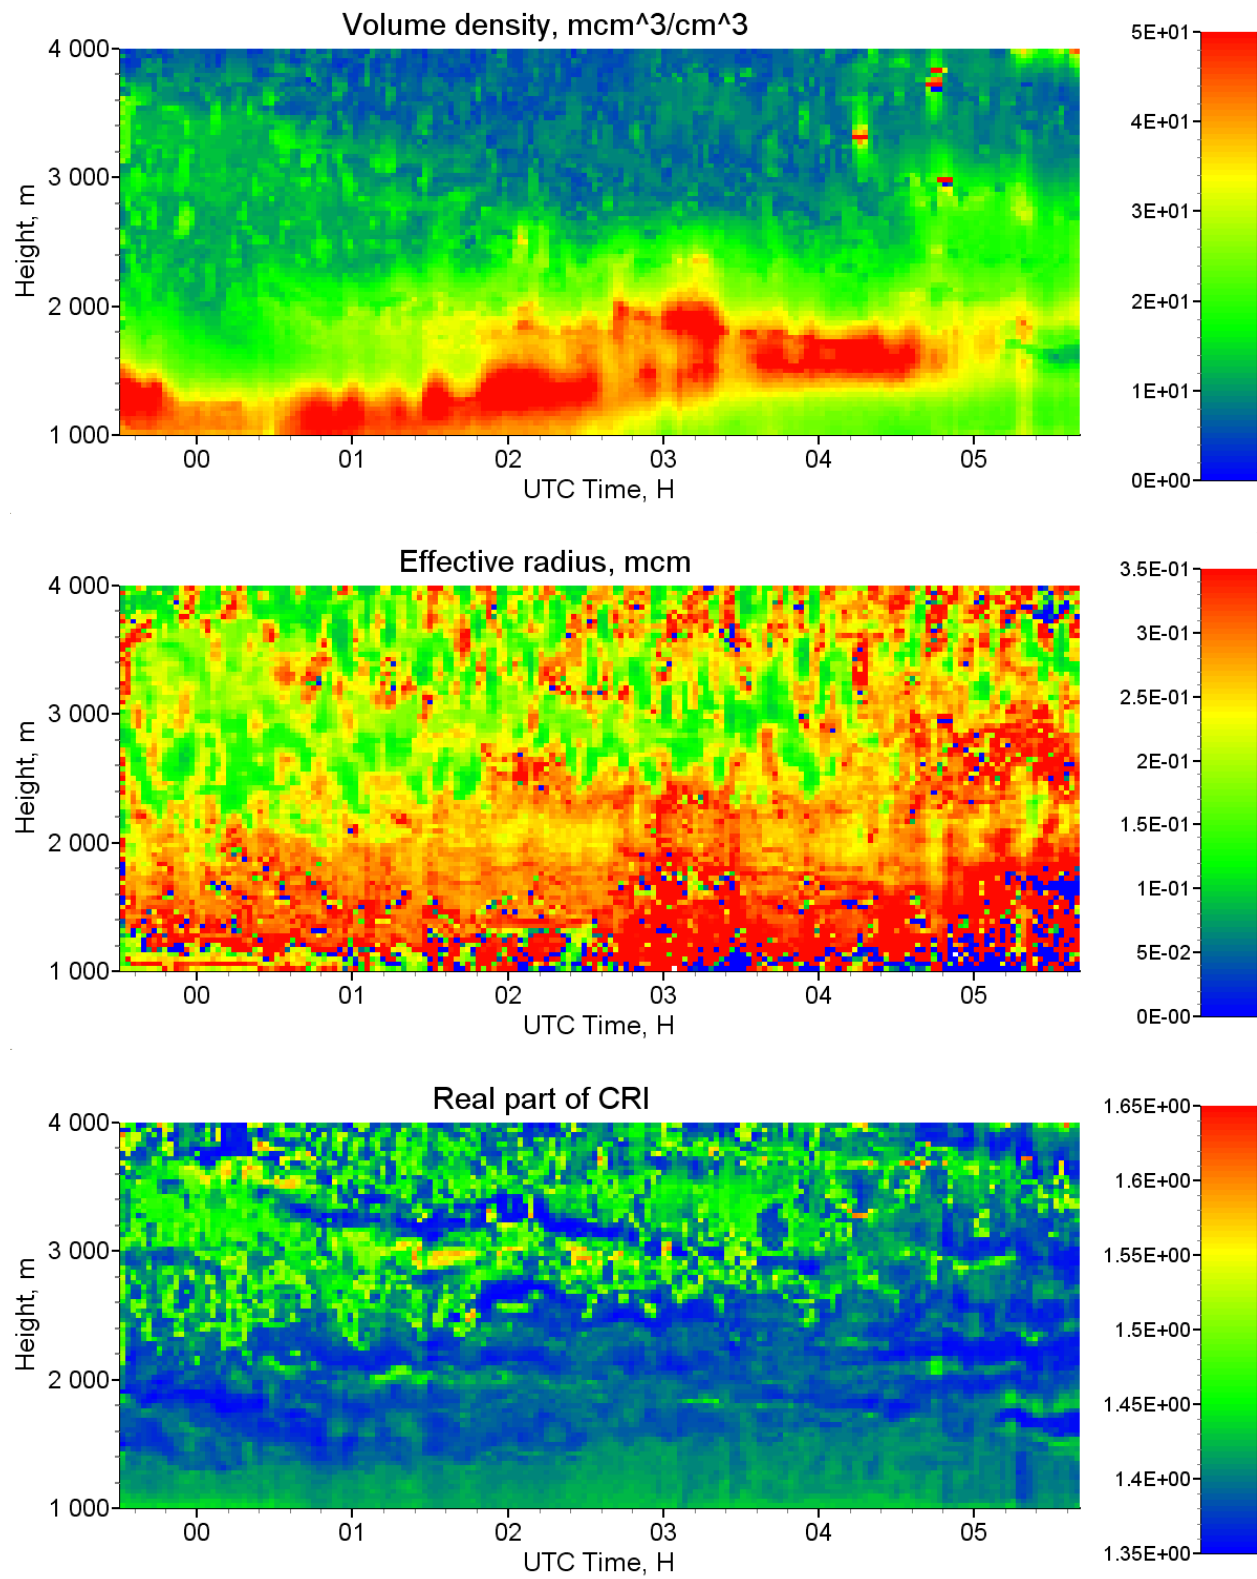 Volume density, mcm^3/cm^3
4 000
3 000
2 000
1 000
Height, m
00 01 02 03 04 05
UTC Time, H
5E+01
4E+01
3E+01
2E+01
1E+01
0E+00
Effective radius, mcm
4 000
3 000
2 000
1 000
Height, m
00 01 02 03 04 05
UTC Time, H
3.5E-01
3E-01
2.5E-01
2E-01
1.5E-01
1E-01
5E-02
0E-00
Real part of CRI
4 000
3 000
2 000
1 000
Height, m
00 01 02 03 04 05
UTC Time, H
1.65E+00
1.6E+00
1.55E+00
1.5E+00
1.45E+00
1.4E+00
1.35E+00